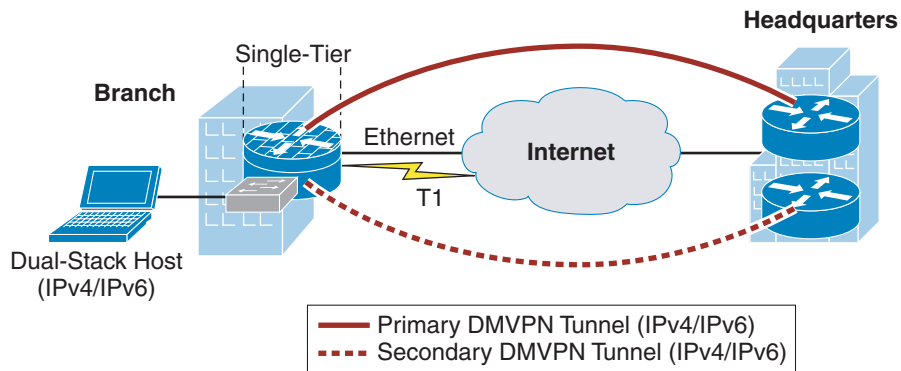 Headquarters
Single-Tier
Branch
Ethernet
Internet
T1
Dual-Stack Host
(IPv4/IPv6)
Primary DMVPN Tunnel (IPv4/IPv6)
Secondary DMVPN Tunnel (IPv4/IPv6)